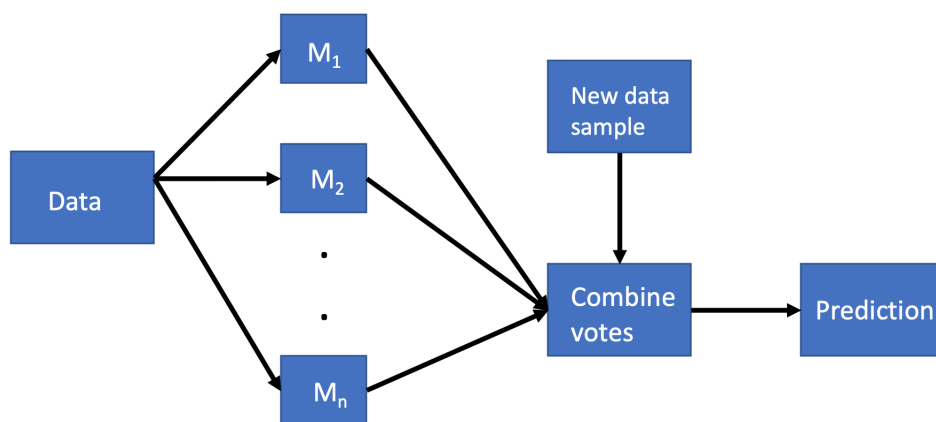 M₁
New data
sample
Data
M₂
.
.
Combine
votes
Prediction
Mₙ